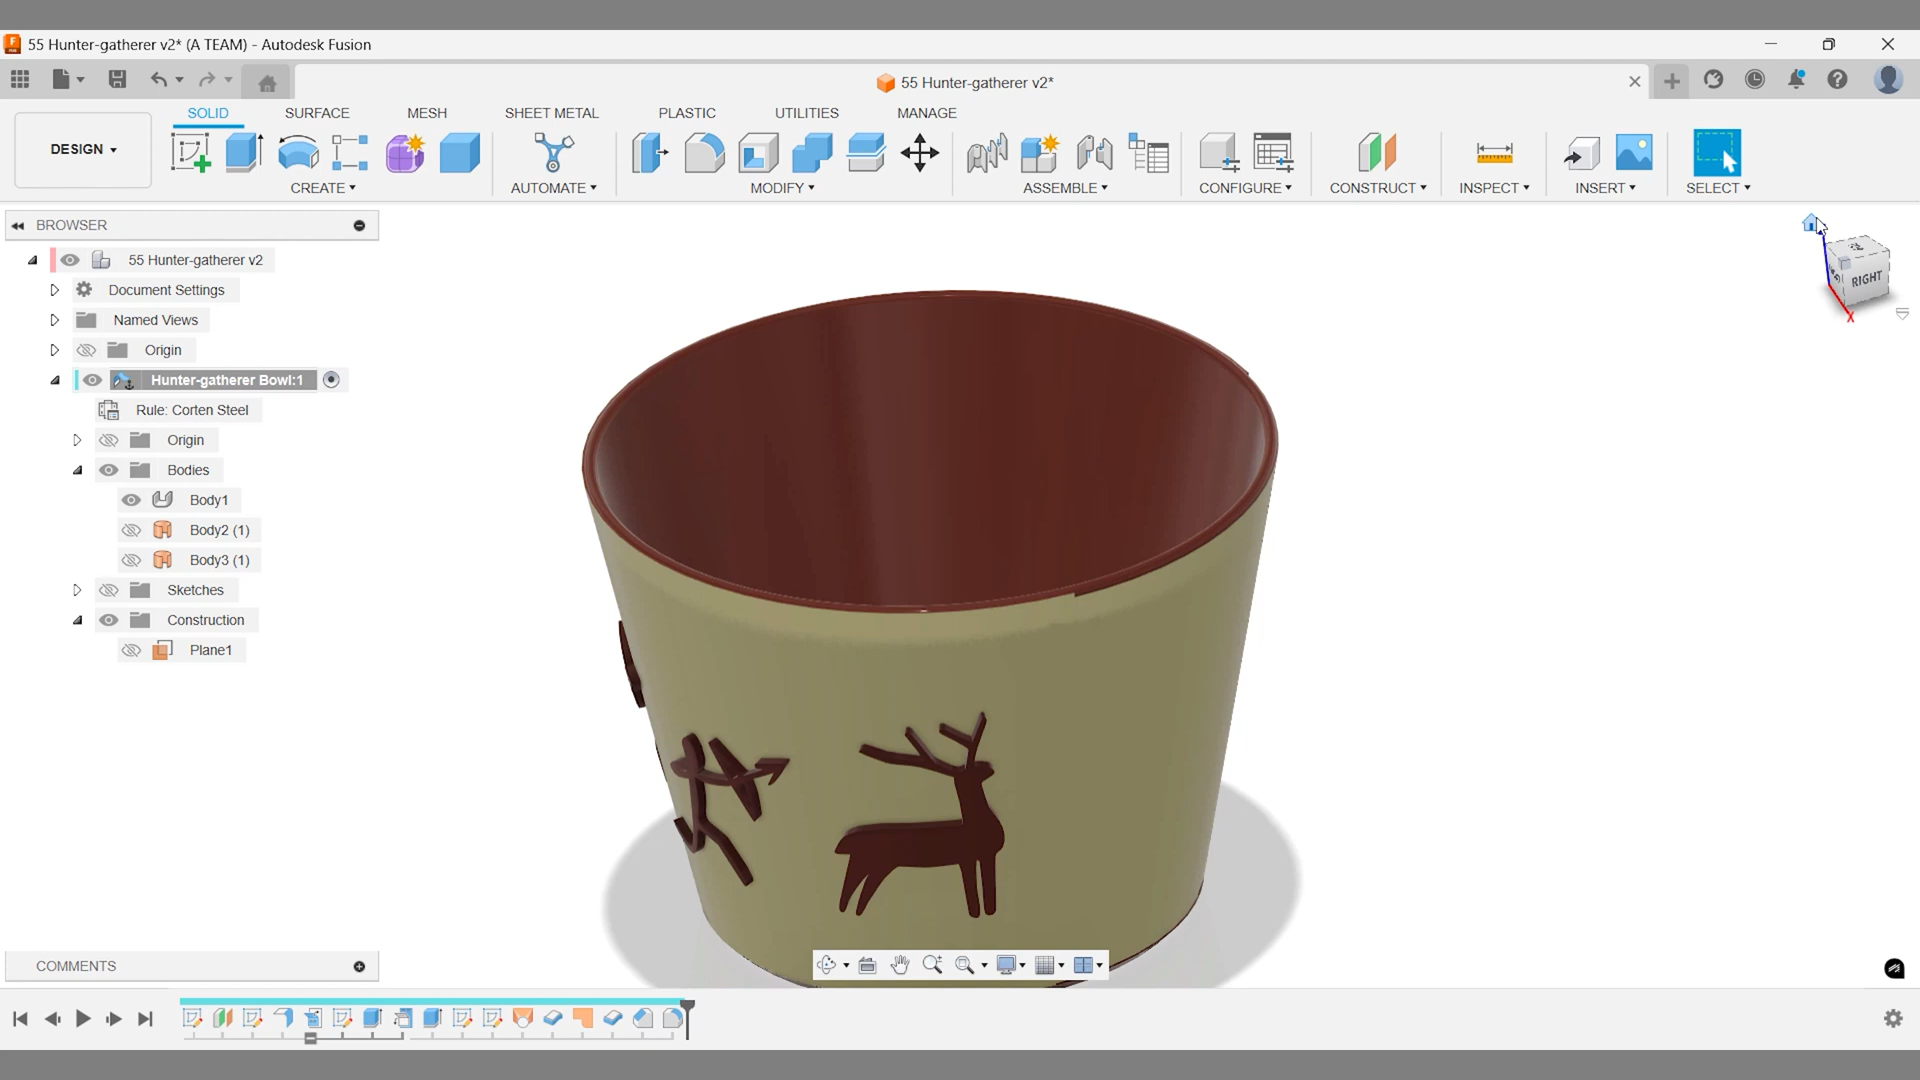 55 Hunter-gatherer v2* (A TEAM) - Autodesk Fusion
55 Hunter-gatherer v2*
SOLID SURFACE MESH SHEET METAL PLASTIC UTILITIES MANAGE
DESIGN
CREATE AUTOMATE MODIFY ASSEMBLE CONFIGURE CONSTRUCT INSPECT INSERT SELECT
BROWSER
55 Hunter-gatherer v2
Document Settings
Named Views
Origin
Hunter-gatherer Bowl:1
Rule: Corten Steel
Origin
Bodies
Body1
Body2 (1)
Body3 (1)
Sketches
Construction
Plane1
RIGHT
X
COMMENTS